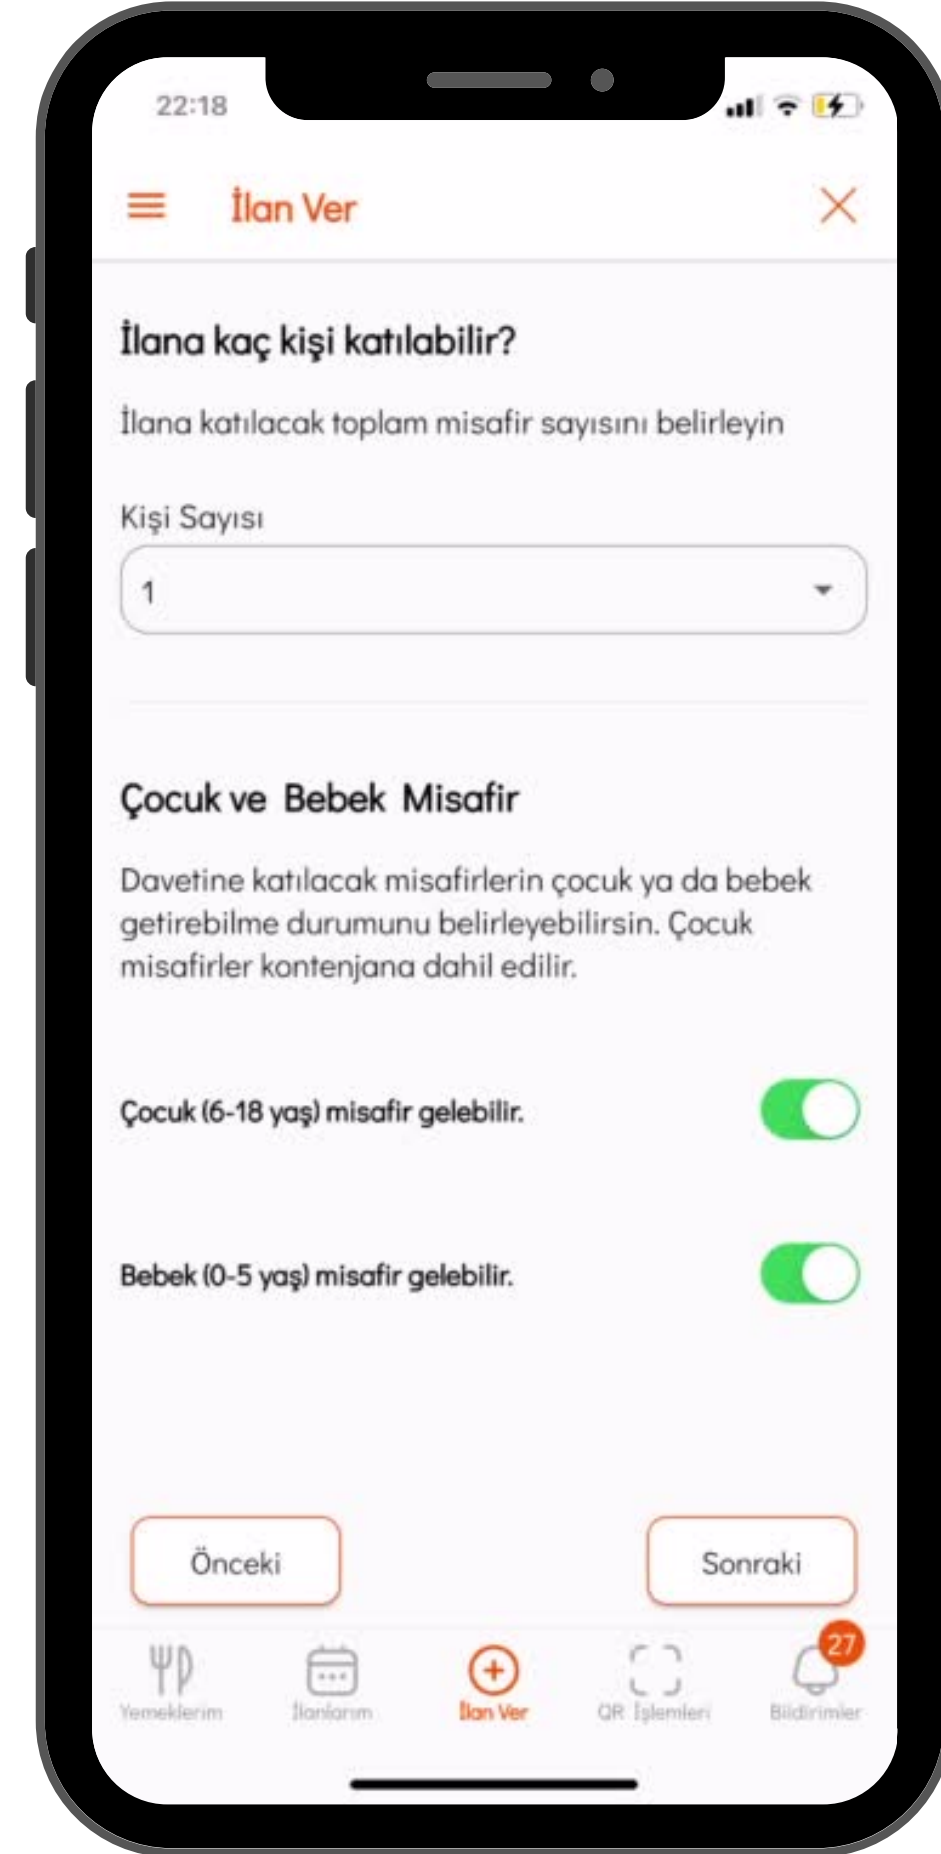 22:18
İlan Ver
İlana kaç kişi katılabilir?
İlana katılacak toplam misafir sayısını belirleyin
Kişi Sayısı
1
Çocuk ve Bebek Misafir
Davetine katılacak misafirlerin çocuk ya da bebek
getirebilme durumunu belirleyebilirsin. Çocuk
misafirler kontenjana dahil edilir.
Çocuk (6-18 yaş) misafir gelebilir.
Bebek (0-5 yaş) misafir gelebilir.
Önceki
Sonraki
27
Yemeklerim
İlanlarım
İlan Ver
QR İşlemleri
Bildirimler